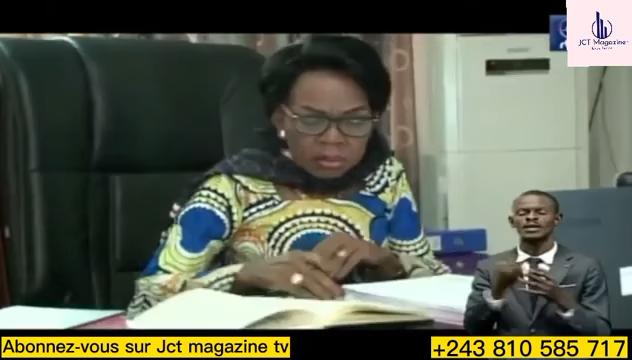 JCT Magazine
Abonnez-vous sur Jct magazine tv
+243 810 585 717